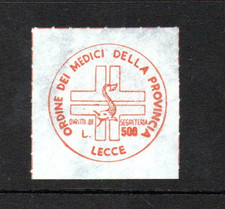 ORDINE DEI MEDICI DELLA PROVINCIA
DIRITTI DI SEGRETERIA
L. 500
LECCE